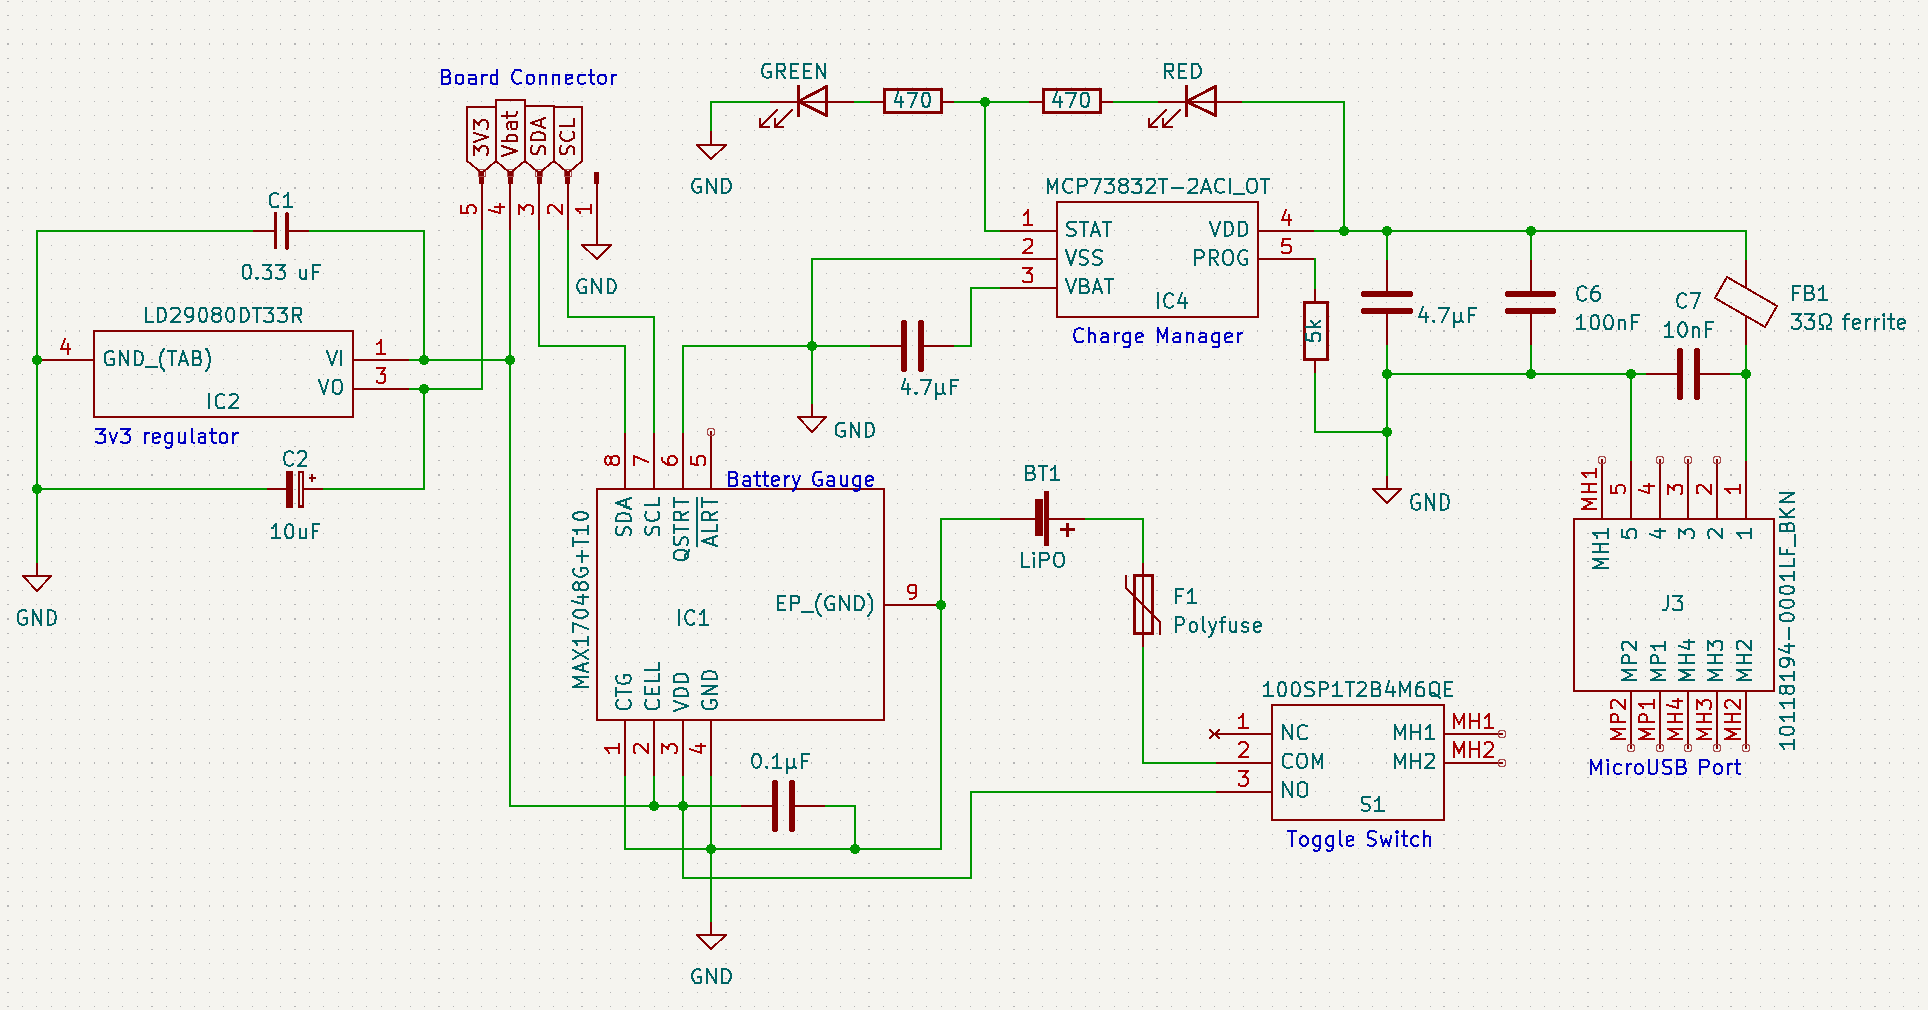 Board Connector
3V3
Vbat
SDA
SCL
5
4
3
2
1
GND
C1
0.33 uF
LD29080DT33R
4
GND_(TAB)
VI
1
VO
3
IC2
3v3 regulator
C2
+
10uF
GND
GREEN
470
470
RED
GND
MCP73832T-2ACI_OT
1
STAT
VDD
4
2
VSS
PROG
5
3
VBAT
IC4
Charge Manager
4.7µF
GND
5k
4.7µF
C6
100nF
C7
10nF
FB1
33Ω ferrite
GND
8
7
6
5
Battery Gauge
SDA
SCL
QSTRT
ALRT
MAX17048G+T10
IC1
EP_(GND)
9
CTG
CELL
VDD
GND
1
2
3
4
0.1µF
GND
BT1
+
LiPO
F1
Polyfuse
100SP1T2B4M6QE
1
NC
MH1
MH1
2
COM
MH2
MH2
3
NO
S1
Toggle Switch
MH1
5
4
3
2
1
MH1
5
4
3
2
1
J3
10118194-0001LF_BKN
MP2
MP1
MH4
MH3
MH2
MP2
MP1
MH4
MH3
MH2
MicroUSB Port